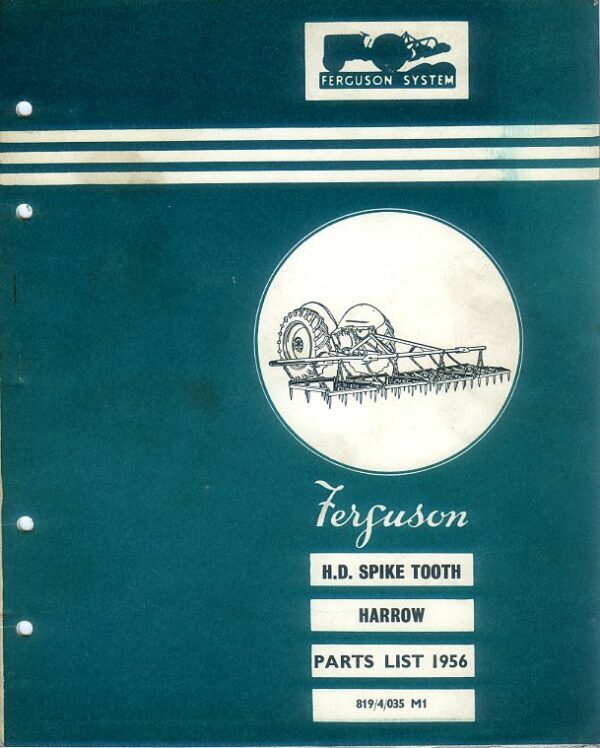 FERGUSON SYSTEM
Ferguson
H.D. SPIKE TOOTH
HARROW
PARTS LIST 1956
819/4/035 M1